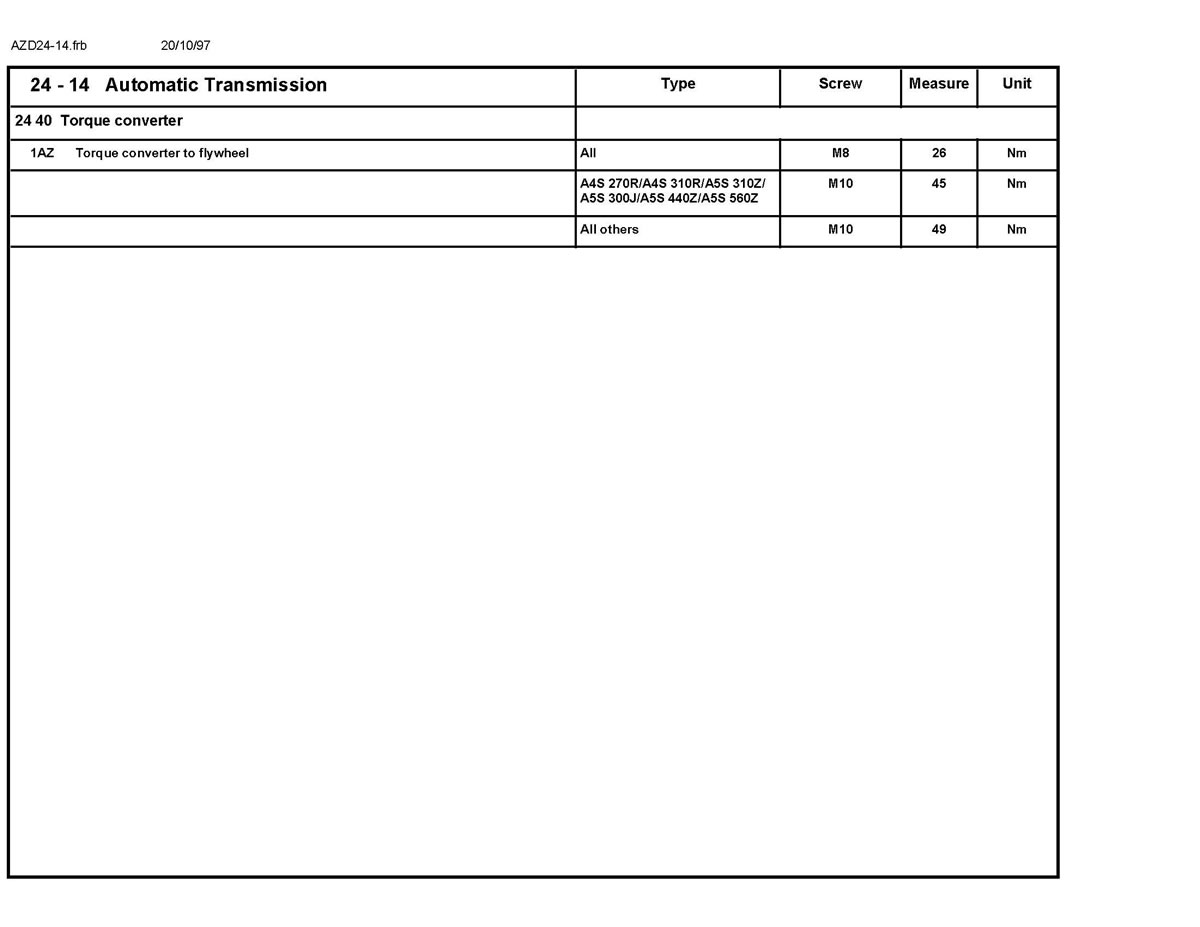 AZD24-14.frb 20/10/97
24 - 14 Automatic Transmission Type Screw Measure Unit
24 40 Torque converter
1AZ Torque converter to flywheel All M8 26 Nm
A4S 270R/A4S 310R/A5S 310Z/ M10 45 Nm
A5S 300J/A5S 440Z/A5S 560Z
All others M10 49 Nm